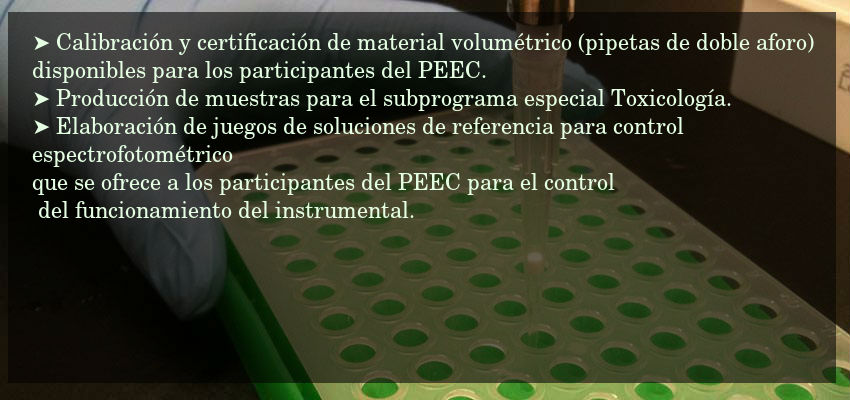 ➤ Calibración y certificación de material volumétrico (pipetas de doble aforo)
disponibles para los participantes del PEEC.
➤ Producción de muestras para el subprograma especial Toxicología.
➤ Elaboración de juegos de soluciones de referencia para control
espectrofotométrico
que se ofrece a los participantes del PEEC para el control
del funcionamiento del instrumental.